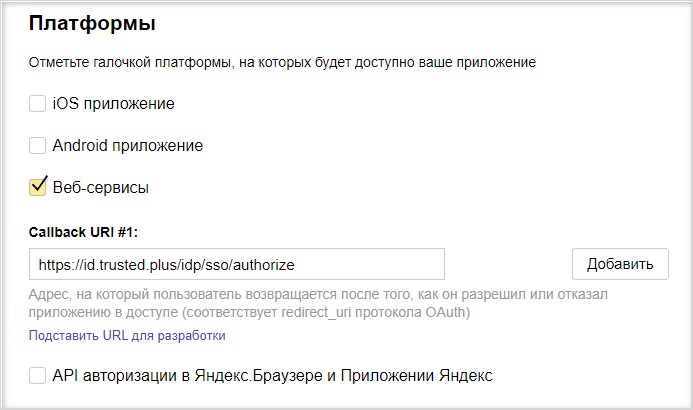 Платформы
Отметьте галочкой платформы, на которых будет доступно ваше приложение
iOS приложение
Android приложение
Веб-сервисы
Callback URI #1:
https://id.trusted.plus/idp/sso/authorize
Добавить
Адрес, на который пользователь возвращается после того, как он разрешил или отказал
приложению в доступе (соответствует redirect_uri протокола OAuth)
Подставить URL для разработки
API авторизации в Яндекс.Браузере и Приложении Яндекс